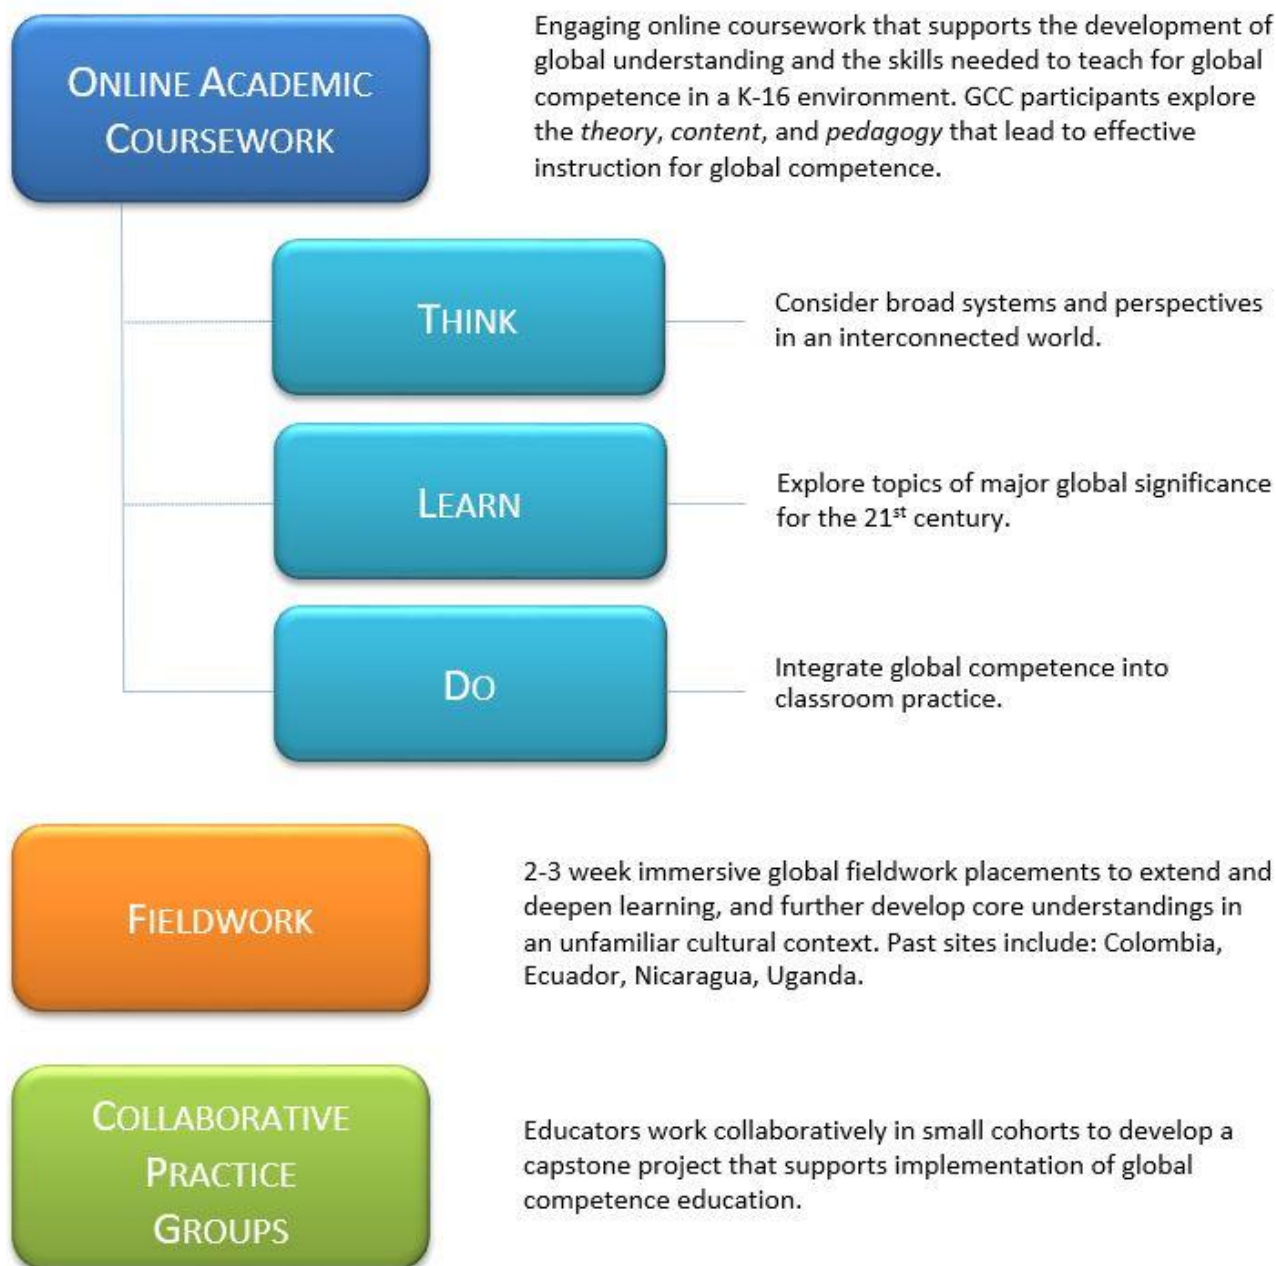 ONLINE ACADEMIC
COURSEWORK
Engaging online coursework that supports the development of
global understanding and the skills needed to teach for global
competence in a K-16 environment. GCC participants explore
the theory, content, and pedagogy that lead to effective
instruction for global competence.
THINK
Consider broad systems and perspectives
in an interconnected world.
LEARN
Explore topics of major global significance
for the 21st century.
DO
Integrate global competence into
classroom practice.
FIELDWORK
2-3 week immersive global fieldwork placements to extend and
deepen learning, and further develop core understandings in
an unfamiliar cultural context. Past sites include: Colombia,
Ecuador, Nicaragua, Uganda.
COLLABORATIVE
PRACTICE
GROUPS
Educators work collaboratively in small cohorts to develop a
capstone project that supports implementation of global
competence education.